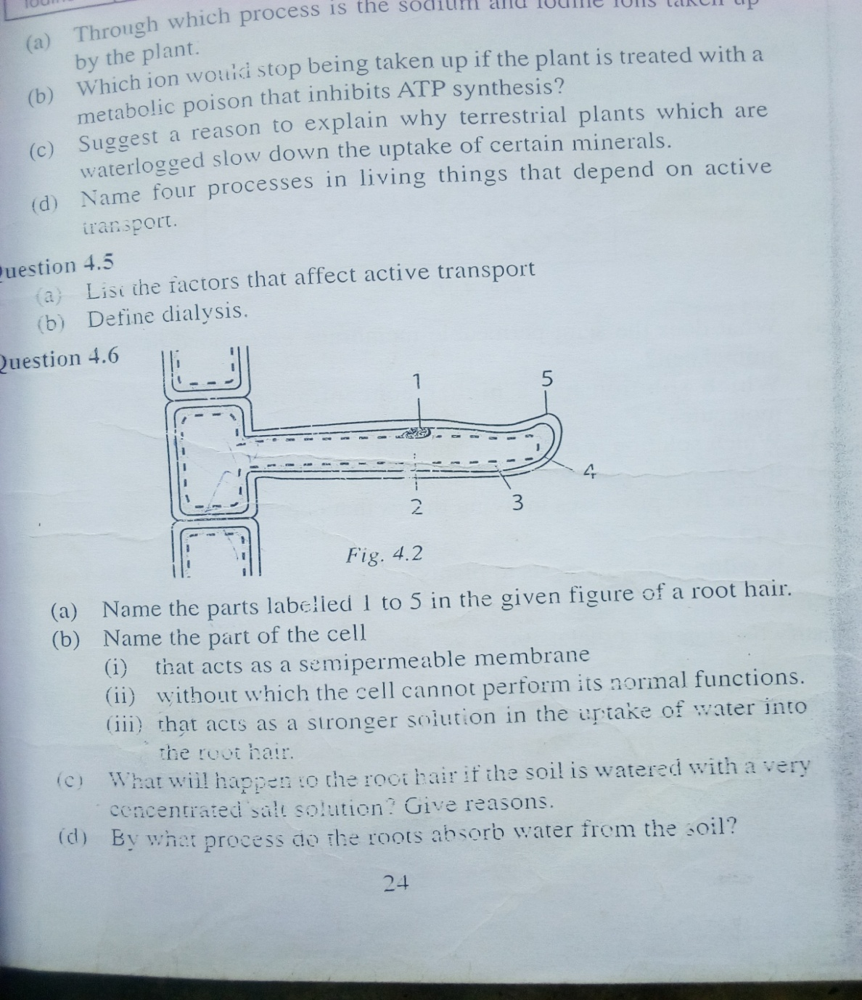 (a) Through which process is the sodium and iodine ions taken up
by the plant.
(b) Which ion would stop being taken up if the plant is treated with a
metabolic poison that inhibits ATP synthesis?
(c) Suggest a reason to explain why terrestrial plants which are
waterlogged slow down the uptake of certain minerals.
(d) Name four processes in living things that depend on active
transport.
Question 4.5
(a) List the factors that affect active transport
(b) Define dialysis.
Question 4.6
1
5
4
2
3
Fig. 4.2
(a) Name the parts labelled 1 to 5 in the given figure of a root hair.
(b) Name the part of the cell
(i) that acts as a semipermeable membrane
(ii) without which the cell cannot perform its normal functions.
(iii) that acts as a stronger solution in the uptake of water into
the root hair.
(c) What will happen to the root hair if the soil is watered with a very
concentrated salt solution? Give reasons.
(d) By what process do the roots absorb water from the soil?
24